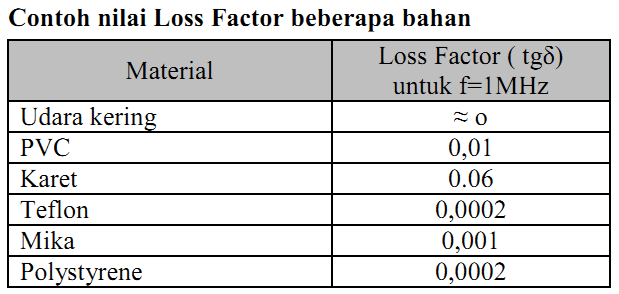 Contoh nilai Loss Factor beberapa bahan
Material
Loss Factor ( tgδ)
untuk f=1MHz
Udara kering
≈ o
PVC
0,01
Karet
0.06
Teflon
0,0002
Mika
0,001
Polystyrene
0,0002